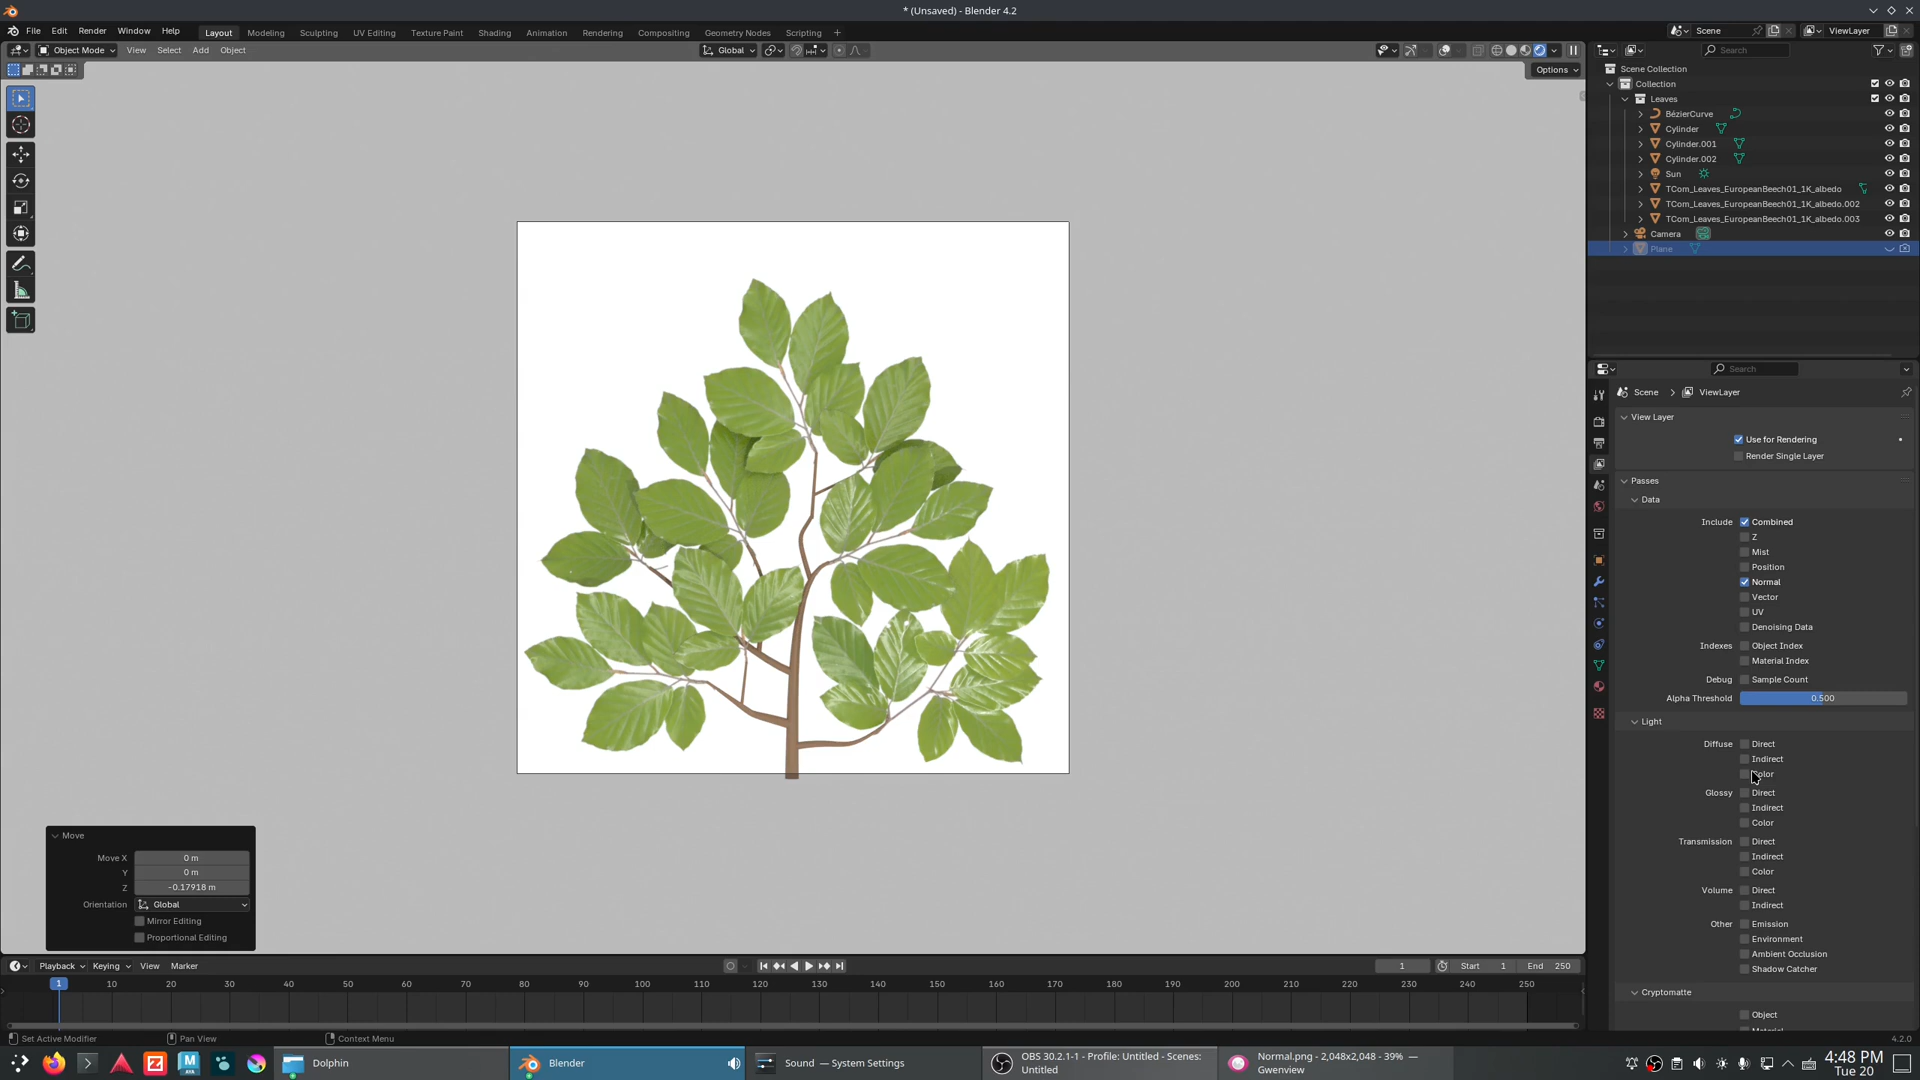 * (Unsaved) - Blender 4.2
File Edit Render Window Help
Layout Modeling Sculpting UV Editing Texture Paint Shading Animation Rendering Compositing Geometry Nodes Scripting +
Scene
ViewLayer
Object Mode View Select Add Object
Global
Search
Options
Scene Collection
Collection
Leaves
BézierCurve
Cylinder
Cylinder.001
Cylinder.002
Sun
TCom_Leaves_EuropeanBeech01_1K_albedo
TCom_Leaves_EuropeanBeech01_1K_albedo.002
TCom_Leaves_EuropeanBeech01_1K_albedo.003
Camera
Plane
Search
Scene > ViewLayer
View Layer
Use for Rendering
Render Single Layer
Passes
Data
Include Combined
Z
Mist
Position
Normal
Vector
UV
Denoising Data
Indexes Object Index
Material Index
Debug Sample Count
Alpha Threshold 0.500
Light
Diffuse Direct
Indirect
Glossy Direct
Indirect
Color
Transmission Direct
Indirect
Color
Volume Direct
Indirect
Other Emission
Environment
Ambient Occlusion
Shadow Catcher
Cryptomatte
Object
Move
Move X 0 m
Y 0 m
Z -0.17918 m
Orientation Global
Mirror Editing
Proportional Editing
Playback Keying View Marker
1 Start 1 End 250
1 10 20 30 40 50 60 70 80 90 100 110 120 130 140 150 160 170 180 190 200 210 220 230 240 250
Set Active Modifier Pan View Context Menu
4.2.0
Dolphin
Blender
Sound — System Settings
OBS 30.2.1-1 - Profile: Untitled - Scenes:
Untitled
Normal.png - 2,048x2,048 - 39% —
Gwenview
4:48 PM
Tue 20